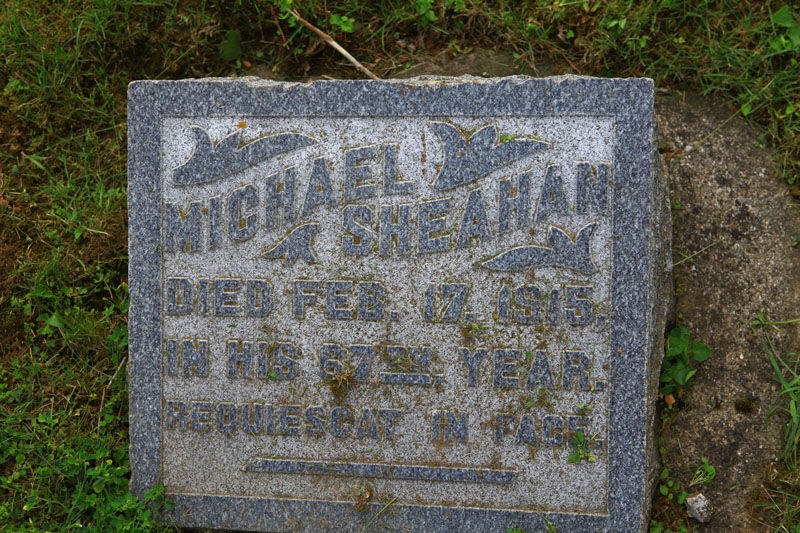 MICHAEL
SHEAHAN
DIED FEB. 17, 1915,
IN HIS 67TH. YEAR.
REQUIESCAT IN PACE.